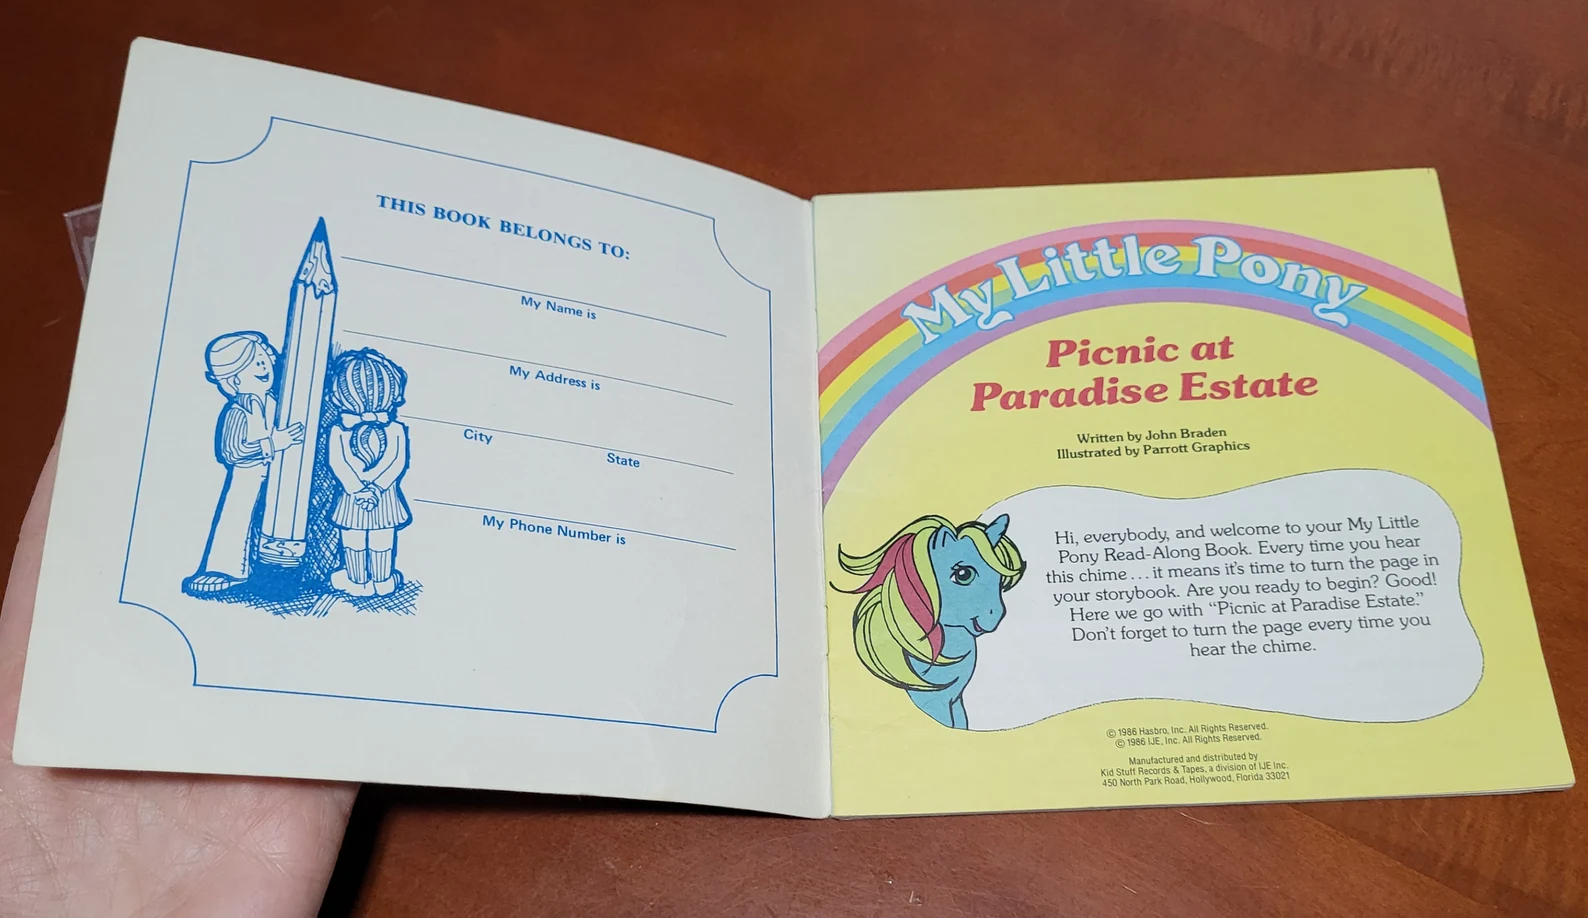 THIS BOOK BELONGS TO:
My Name is
My Address is
City
State
My Phone Number is
My Little Pony
Picnic at
Paradise Estate
Written by John Braden
Illustrated by Parrott Graphics
Hi, everybody, and welcome to your My Little
Pony Read-Along Book. Every time you hear
this chime...it means it's time to turn the page in
your storybook. Are you ready to begin? Good!
Here we go with “Picnic at Paradise Estate.”
Don't forget to turn the page every time you
hear the chime.
© 1986 Hasbro, Inc. All Rights Reserved.
© 1986 IJE, Inc. All Rights Reserved.
Manufactured and distributed by
Kid Stuff Records & Tapes, a division of IJE Inc.
450 North Park Road, Hollywood, Florida 33021